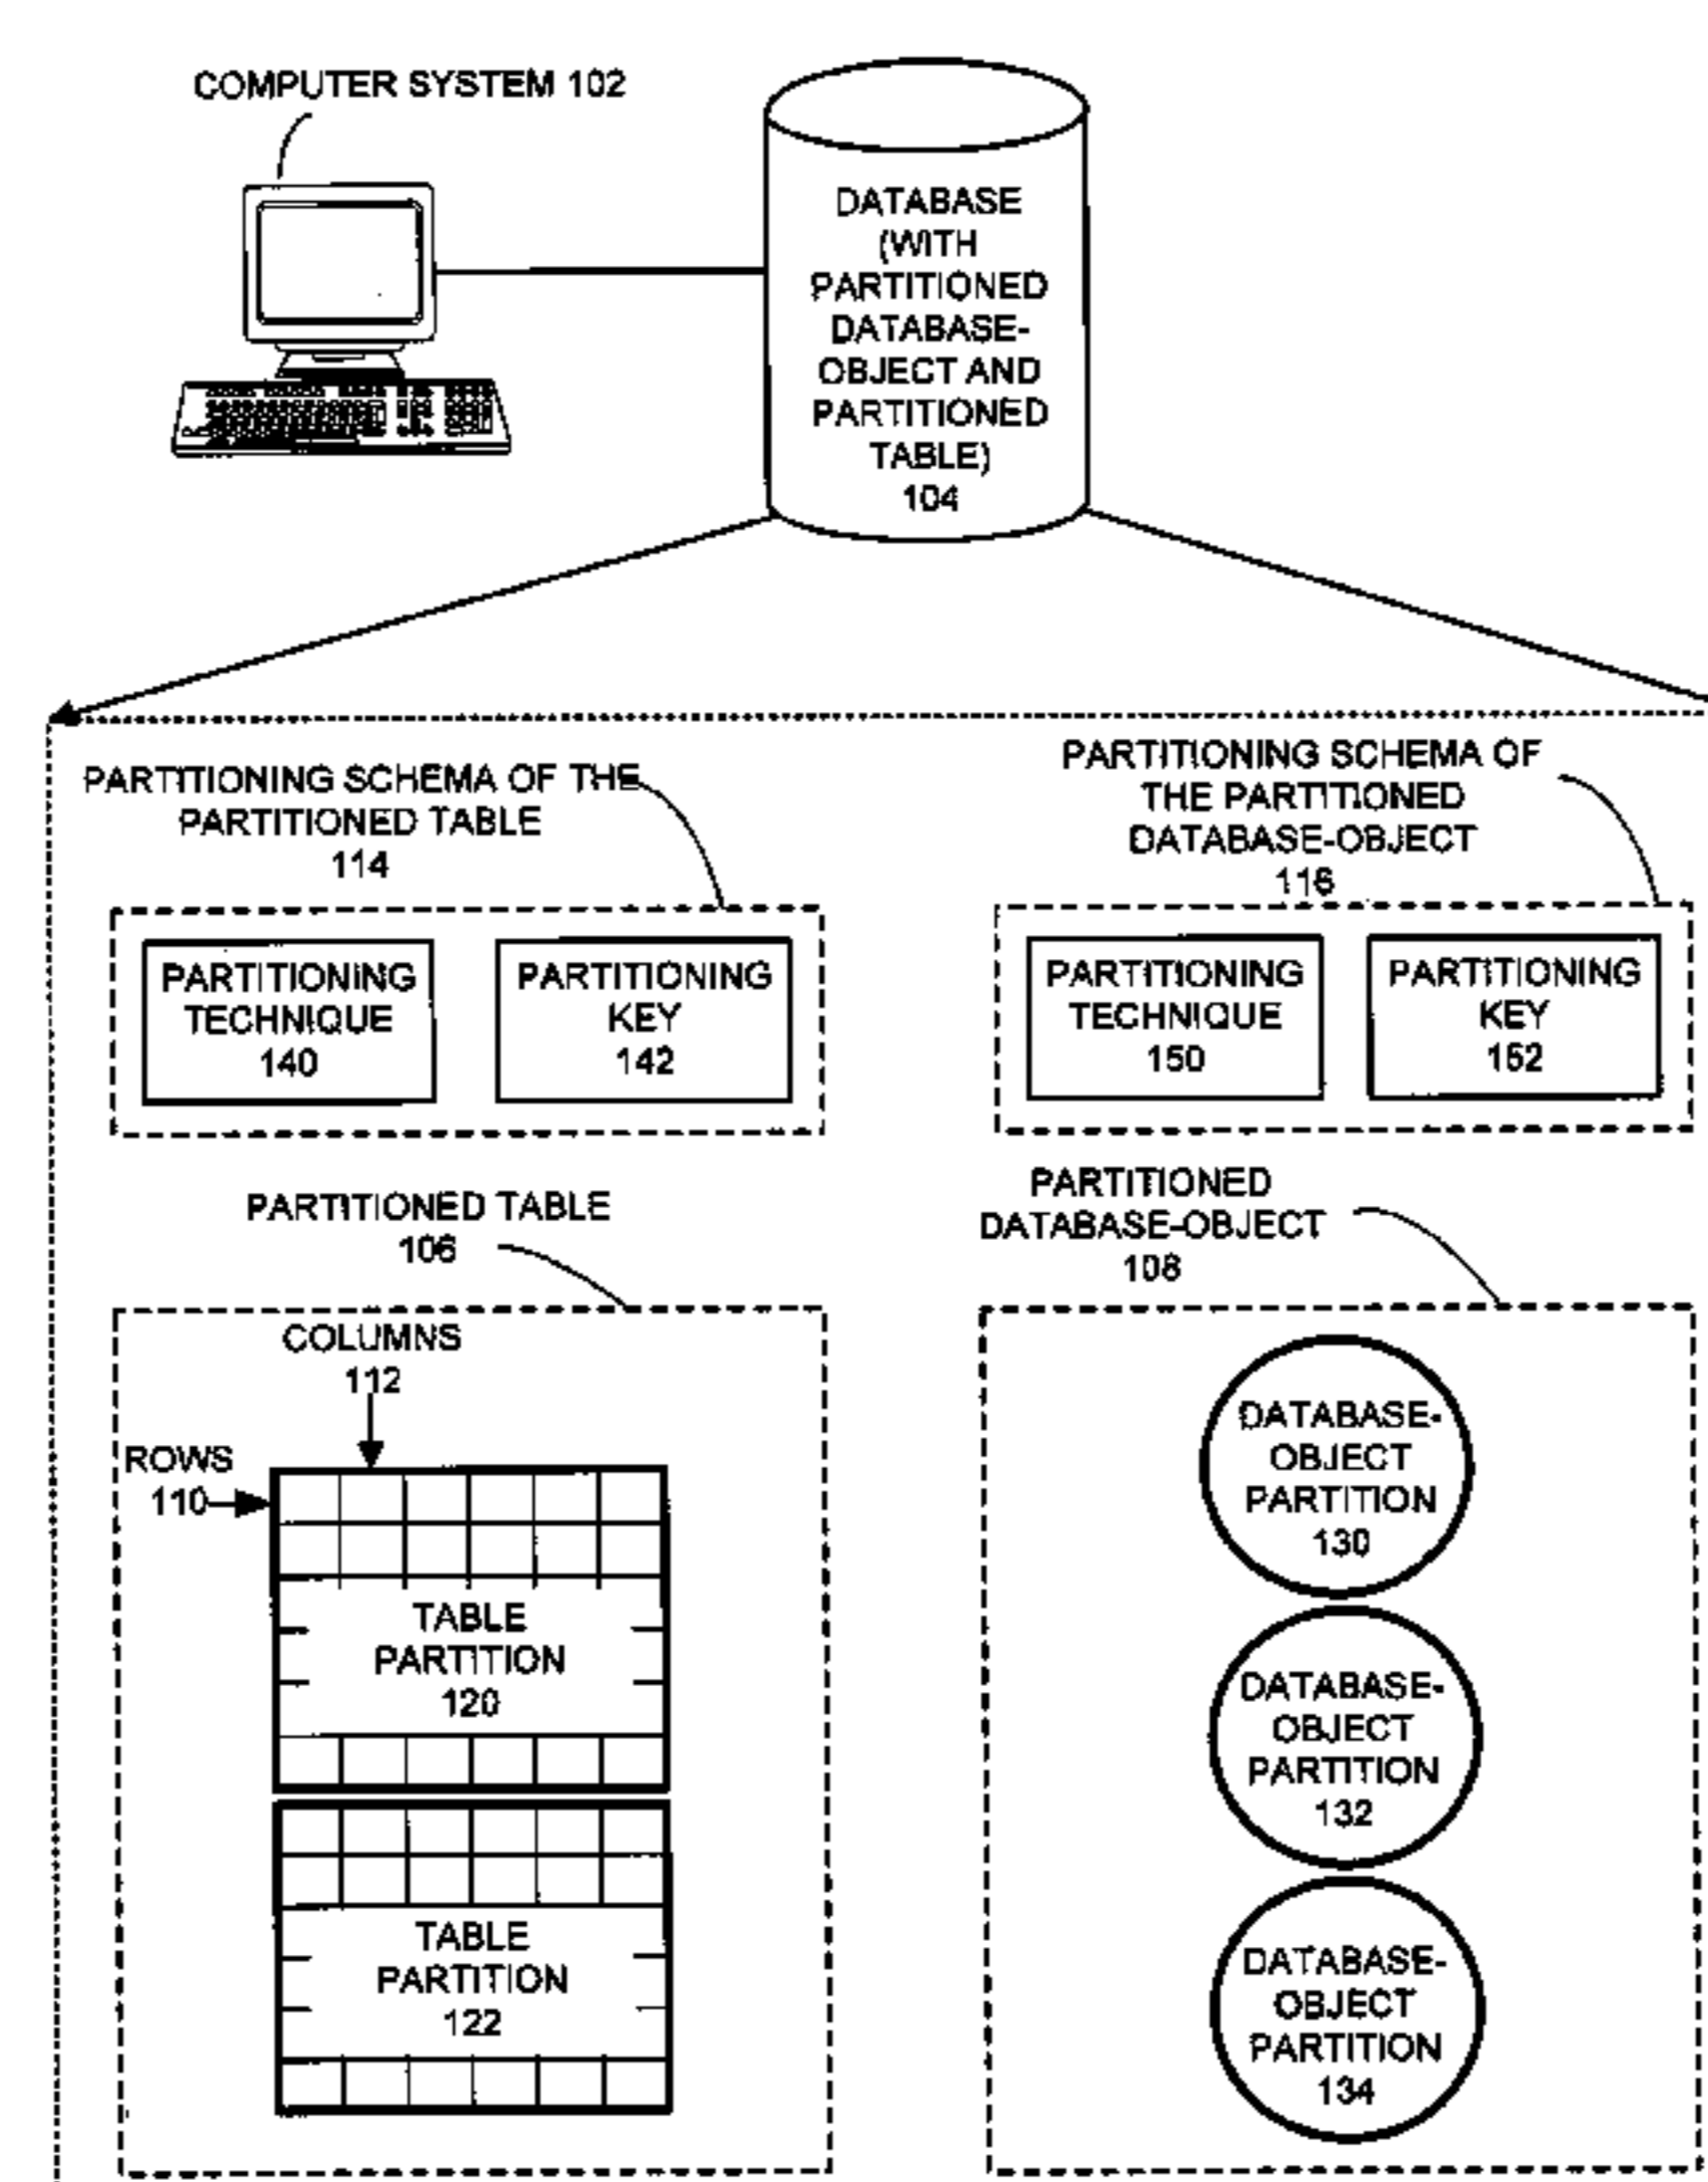 COMPUTER SYSTEM 102
DATABASE
(WITH
PARTITIONED
DATABASE-
OBJECT AND
PARTITIONED
TABLE)
104
PARTITIONING SCHEMA OF THE
PARTITIONED TABLE
114
PARTITIONING
TECHNIQUE
140
PARTITIONING
KEY
142
PARTITIONING SCHEMA OF
THE PARTITIONED
DATABASE-OBJECT
116
PARTITIONING
TECHNIQUE
150
PARTITIONING
KEY
152
PARTITIONED TABLE
106
COLUMNS
112
ROWS
110
TABLE
PARTITION
120
TABLE
PARTITION
122
PARTITIONED
DATABASE-OBJECT
108
DATABASE-
OBJECT
PARTITION
130
DATABASE-
OBJECT
PARTITION
132
DATABASE-
OBJECT
PARTITION
134